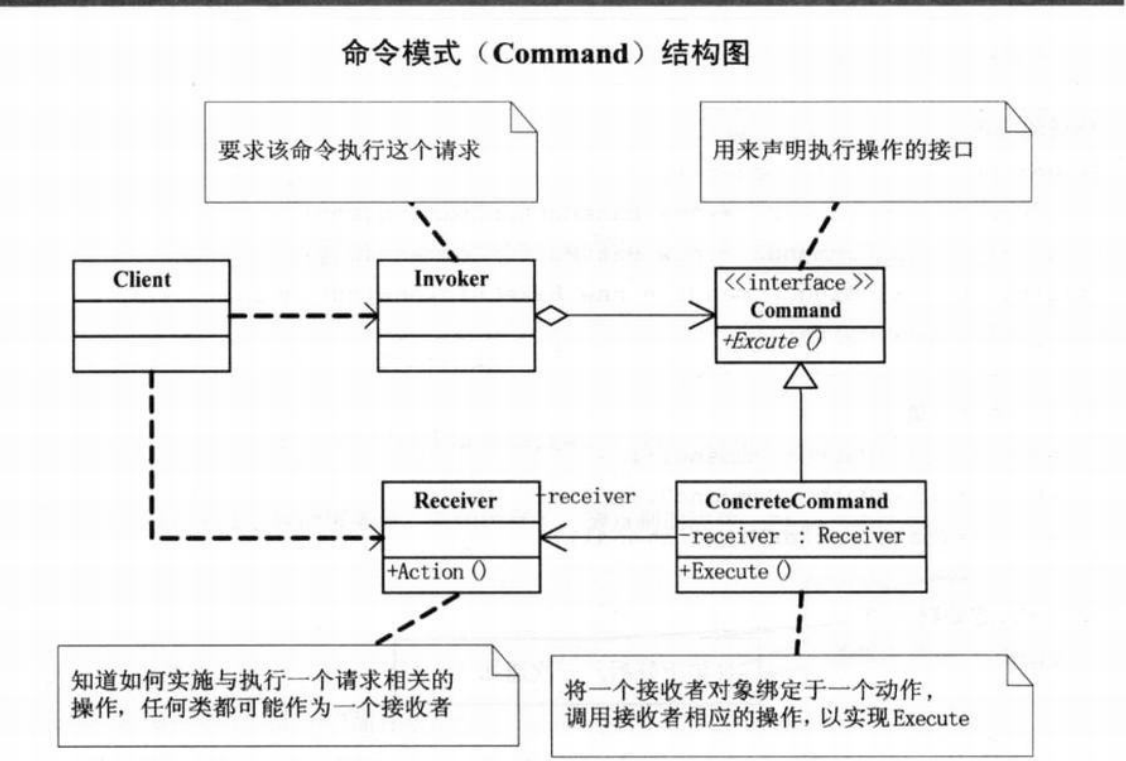 命令模式（Command）结构图
要求该命令执行这个请求
用来声明执行操作的接口
Client
Invoker
<<interface>>
Command
+Excute()
Receiver
-receiver
ConcreteCommand
-receiver : Receiver
+Action()
+Execute()
知道如何实施与执行一个请求相关的
操作, 任何类都可能作为一个接收者
将一个接收者对象绑定于一个动作,
调用接收者相应的操作, 以实现Execute